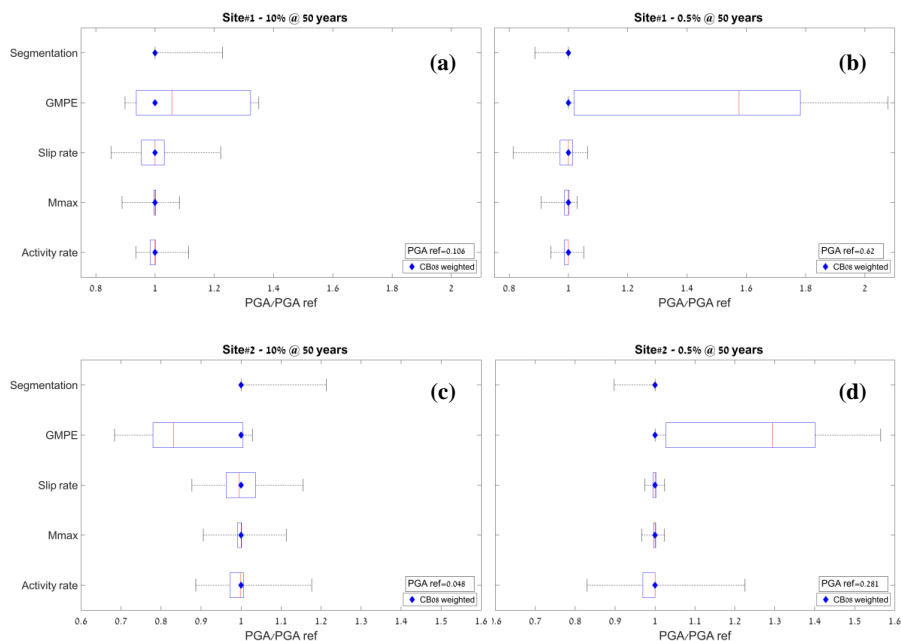 Site#1 - 10% @ 50 years
Segmentation
GMPE
Slip rate
Mmax
Activity rate
(a)
PGA ref=0.106
CB08 weighted
0.8 1 1.2 1.4 1.6 1.8 2
PGA/PGA ref
Site#1 - 0.5% @ 50 years
(b)
PGA ref=0.62
CB08 weighted
0.8 1 1.2 1.4 1.6 1.8 2
PGA/PGA ref
Site#2 - 10% @ 50 years
Segmentation
GMPE
Slip rate
Mmax
Activity rate
(c)
PGA ref=0.048
CB08 weighted
0.6 0.7 0.8 0.9 1 1.1 1.2 1.3 1.4 1.5 1.6
PGA/PGA ref
Site#2 - 0.5% @ 50 years
(d)
PGA ref=0.281
CB08 weighted
0.6 0.7 0.8 0.9 1 1.1 1.2 1.3 1.4 1.5 1.6
PGA/PGA ref